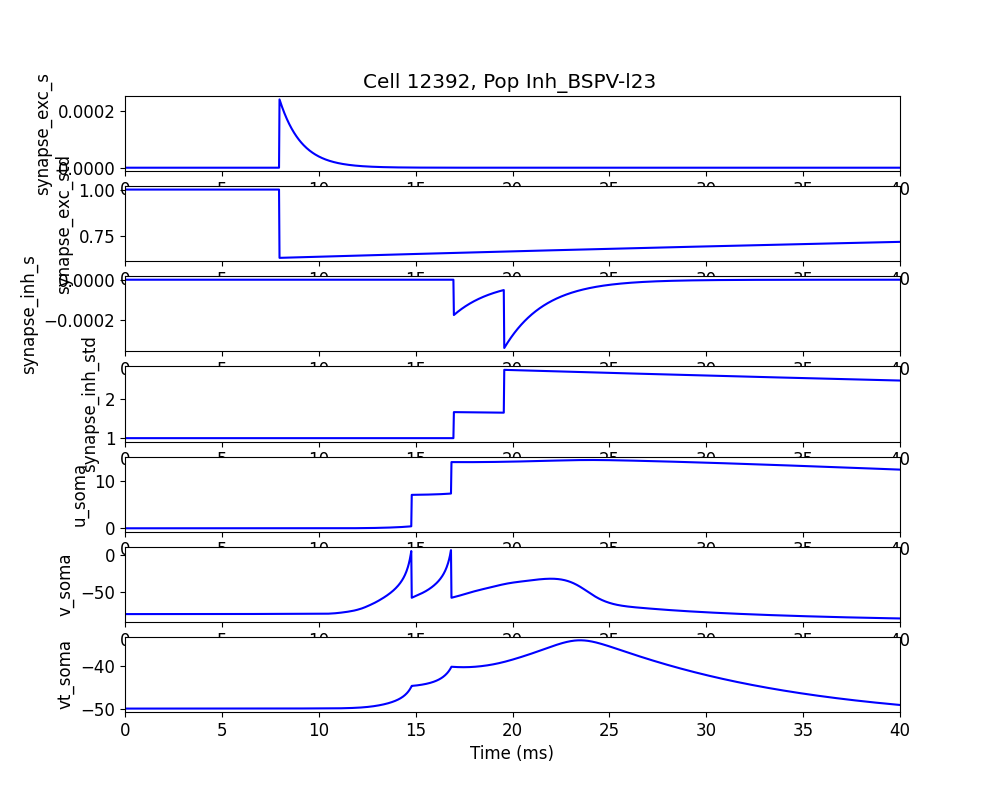 Cell 12392, Pop Inh_BSPV-l23
synapse_exc_s
0.0002
0.0000
0 5 10 15 20 25 30 35 40
synapse_exc_std
1.00
0.75
0 5 10 15 20 25 30 35 40
synapse_inh_s
0.0000
−0.0002
0 5 10 15 20 25 30 35 40
synapse_inh_std
2
1
0 5 10 15 20 25 30 35 40
u_soma
10
0
0 5 10 15 20 25 30 35 40
v_soma
0
−50
0 5 10 15 20 25 30 35 40
vt_soma
−40
−50
0 5 10 15 20 25 30 35 40
Time (ms)